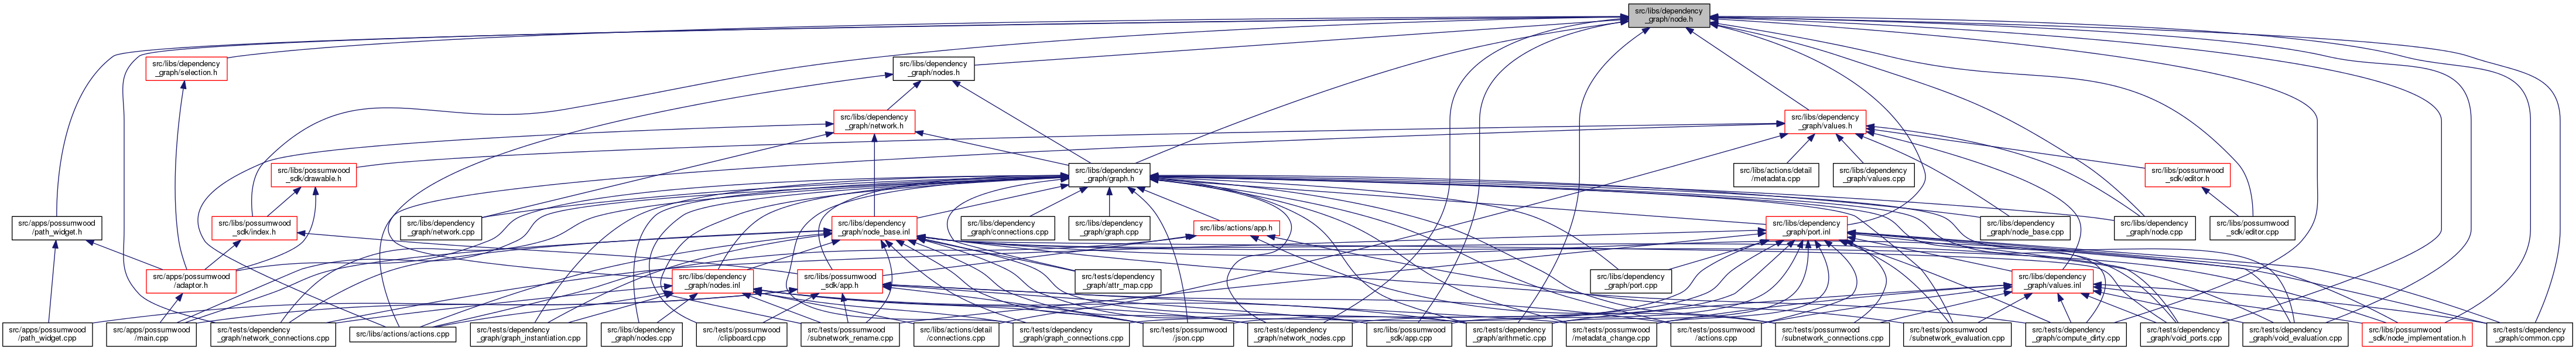 src/libs/dependency
_graph/node.h
src/libs/dependency
_graph/selection.h
src/libs/dependency
_graph/nodes.h
src/libs/dependency
_graph/network.h
src/libs/dependency
_graph/values.h
src/libs/possumwood
_sdk/drawable.h
src/libs/dependency
_graph/graph.h
src/libs/actions/detail
/metadata.cpp
src/libs/dependency
_graph/values.cpp
src/libs/possumwood
_sdk/editor.h
src/apps/possumwood
/path_widget.h
src/libs/possumwood
_sdk/index.h
src/libs/dependency
_graph/network.cpp
src/libs/dependency
_graph/node_base.inl
src/libs/dependency
_graph/connections.cpp
src/libs/dependency
_graph/graph.cpp
src/libs/actions/app.h
src/libs/dependency
_graph/port.inl
src/libs/dependency
_graph/node_base.cpp
src/libs/dependency
_graph/node.cpp
src/libs/possumwood
_sdk/editor.cpp
src/apps/possumwood
/adaptor.h
src/libs/dependency
_graph/nodes.inl
src/libs/possumwood
_sdk/app.h
src/tests/dependency
_graph/attr_map.cpp
src/libs/dependency
_graph/port.cpp
src/libs/dependency
_graph/values.inl
src/apps/possumwood
/path_widget.cpp
src/apps/possumwood
/main.cpp
src/tests/dependency
_graph/network_connections.cpp
src/libs/actions/actions.cpp
src/tests/dependency
_graph/graph_instantiation.cpp
src/libs/dependency
_graph/nodes.cpp
src/tests/possumwood
/clipboard.cpp
src/tests/possumwood
/subnetwork_rename.cpp
src/libs/actions/detail
/connections.cpp
src/tests/dependency
_graph/graph_connections.cpp
src/tests/possumwood
/json.cpp
src/tests/dependency
_graph/network_nodes.cpp
src/libs/possumwood
_sdk/app.cpp
src/tests/dependency
_graph/arithmetic.cpp
src/tests/possumwood
/metadata_change.cpp
src/tests/possumwood
/actions.cpp
src/tests/possumwood
/subnetwork_connections.cpp
src/tests/possumwood
/subnetwork_evaluation.cpp
src/tests/dependency
_graph/compute_dirty.cpp
src/tests/dependency
_graph/void_ports.cpp
src/tests/dependency
_graph/void_evaluation.cpp
src/libs/possumwood
_sdk/node_implementation.h
src/tests/dependency
_graph/common.cpp